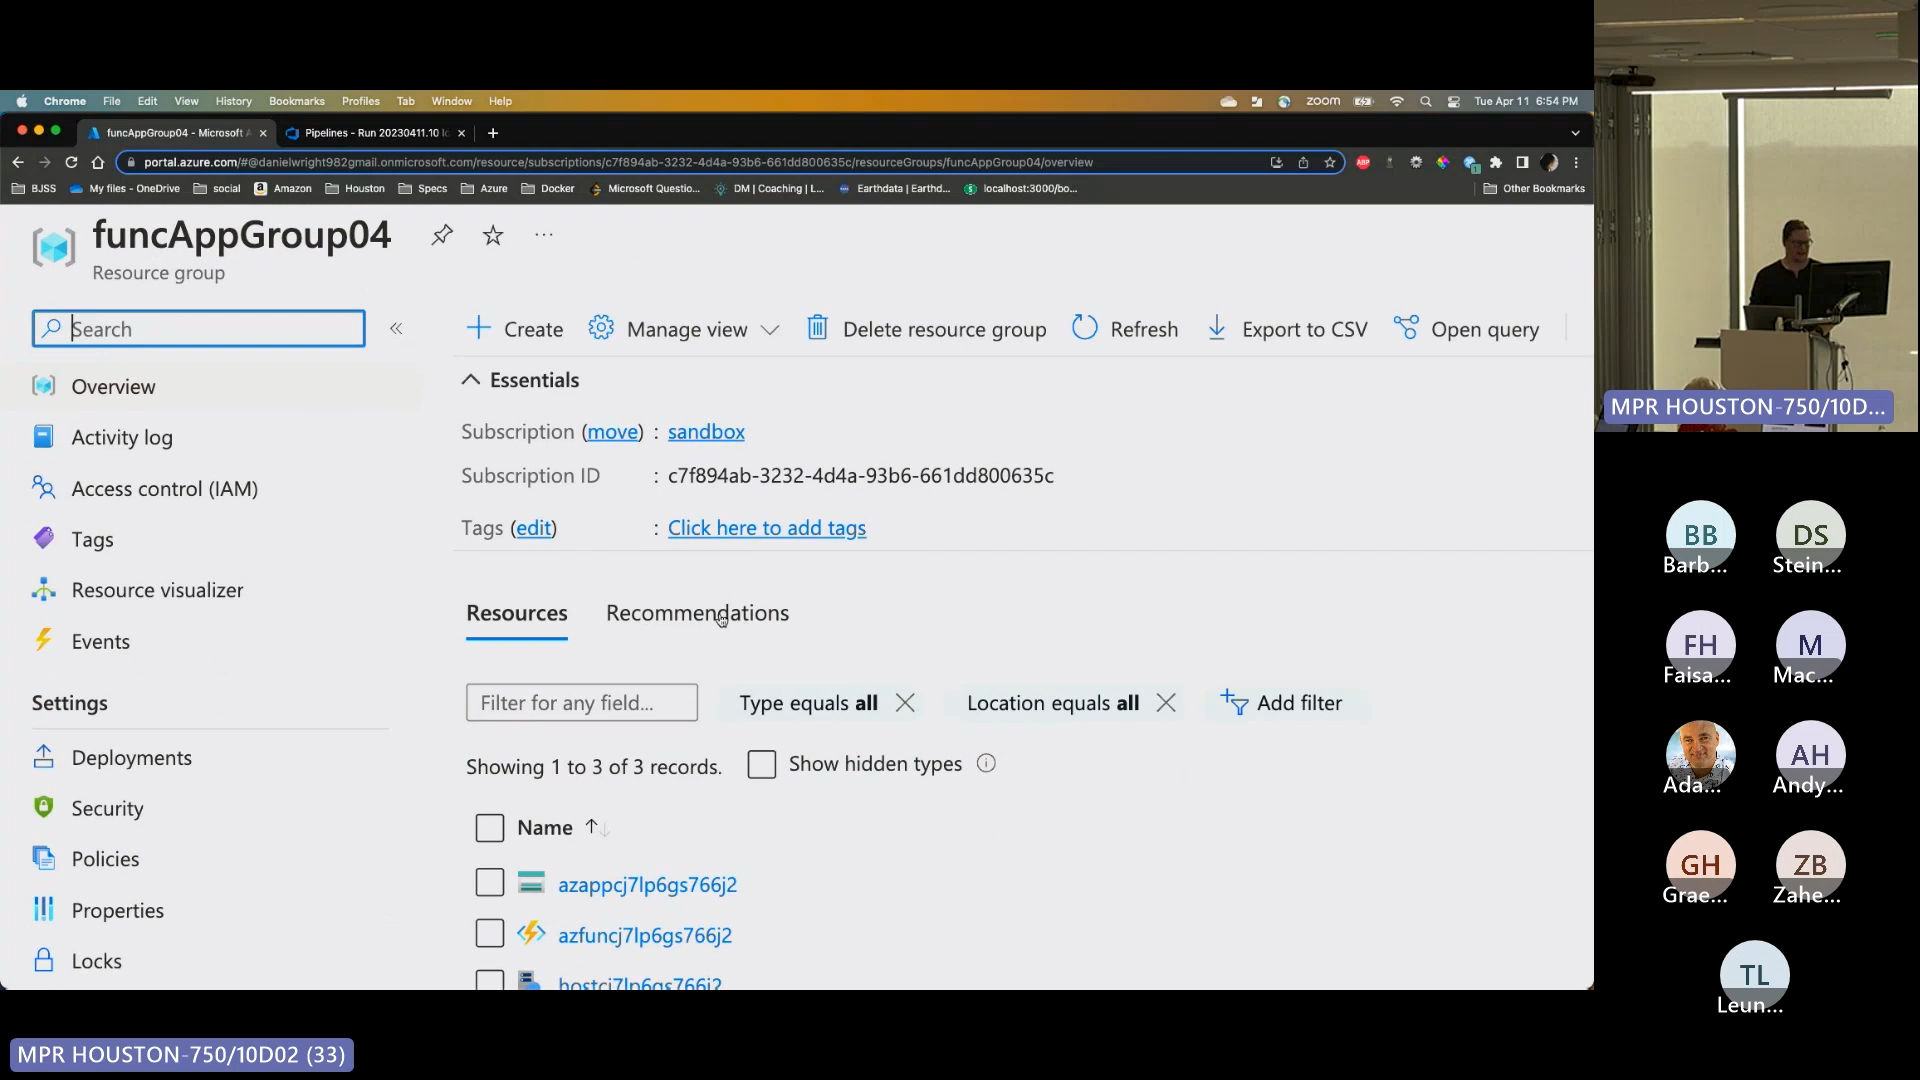 Chrome File Edit View History Bookmarks Profiles Tab Window Help
zoom
Tue Apr 11 6:54 PM
funcAppGroup04 - Microsoft A
Pipelines - Run 20230411.10 lo
portal.azure.com/#@danielwright982gmail.onmicrosoft.com/resource/subscriptions/c7f894ab-3232-4d4a-93b6-661dd800635c/resourceGroups/funcAppGroup04/overview
ABP
1
BJSS
My files - OneDrive
social
Amazon
Houston
Specs
Azure
Docker
Microsoft Questio...
DM | Coaching | L...
Earthdata | Earthd...
localhost:3000/bo...
Other Bookmarks
funcAppGroup04
Resource group
Search
Create
Manage view
Delete resource group
Refresh
Export to CSV
Open query
Overview
Activity log
Access control (IAM)
Tags
Resource visualizer
Events
Settings
Deployments
Security
Policies
Properties
Locks
Essentials
Subscription (move) : sandbox
Subscription ID : c7f894ab-3232-4d4a-93b6-661dd800635c
Tags (edit) : Click here to add tags
Resources
Recommendations
Filter for any field...
Type equals all
Location equals all
Add filter
Showing 1 to 3 of 3 records.
Show hidden types
Name
azappcj7lp6gs766j2
azfuncj7lp6gs766j2
hostcj7lp6gs766j2
MPR HOUSTON-750/10D...
BB
Barb...
DS
Stein...
FH
Faisa...
M
Mac...
Ada...
AH
Andy...
GH
Grae...
ZB
Zahe...
TL
Leun...
MPR HOUSTON-750/10D02 (33)